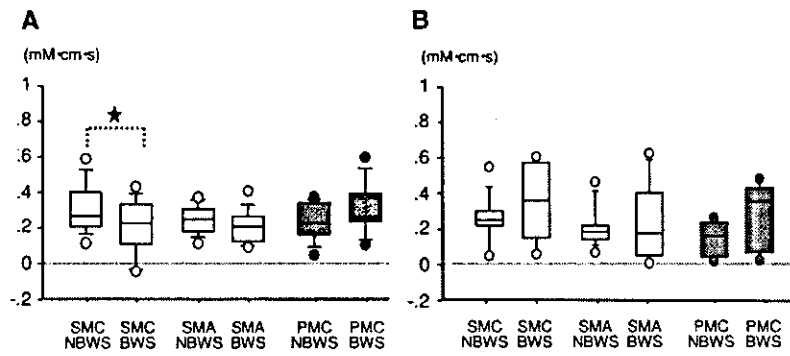 A
(mM·cm·s)
1
.8
.6
.4
.2
0
-.2
SMC SMC SMA SMA PMC PMC
NBWS BWS NBWS BWS NBWS BWS
B
(mM·cm·s)
1
.8
.6
.4
.2
0
-.2
SMC SMC SMA SMA PMC PMC
NBWS BWS NBWS BWS NBWS BWS